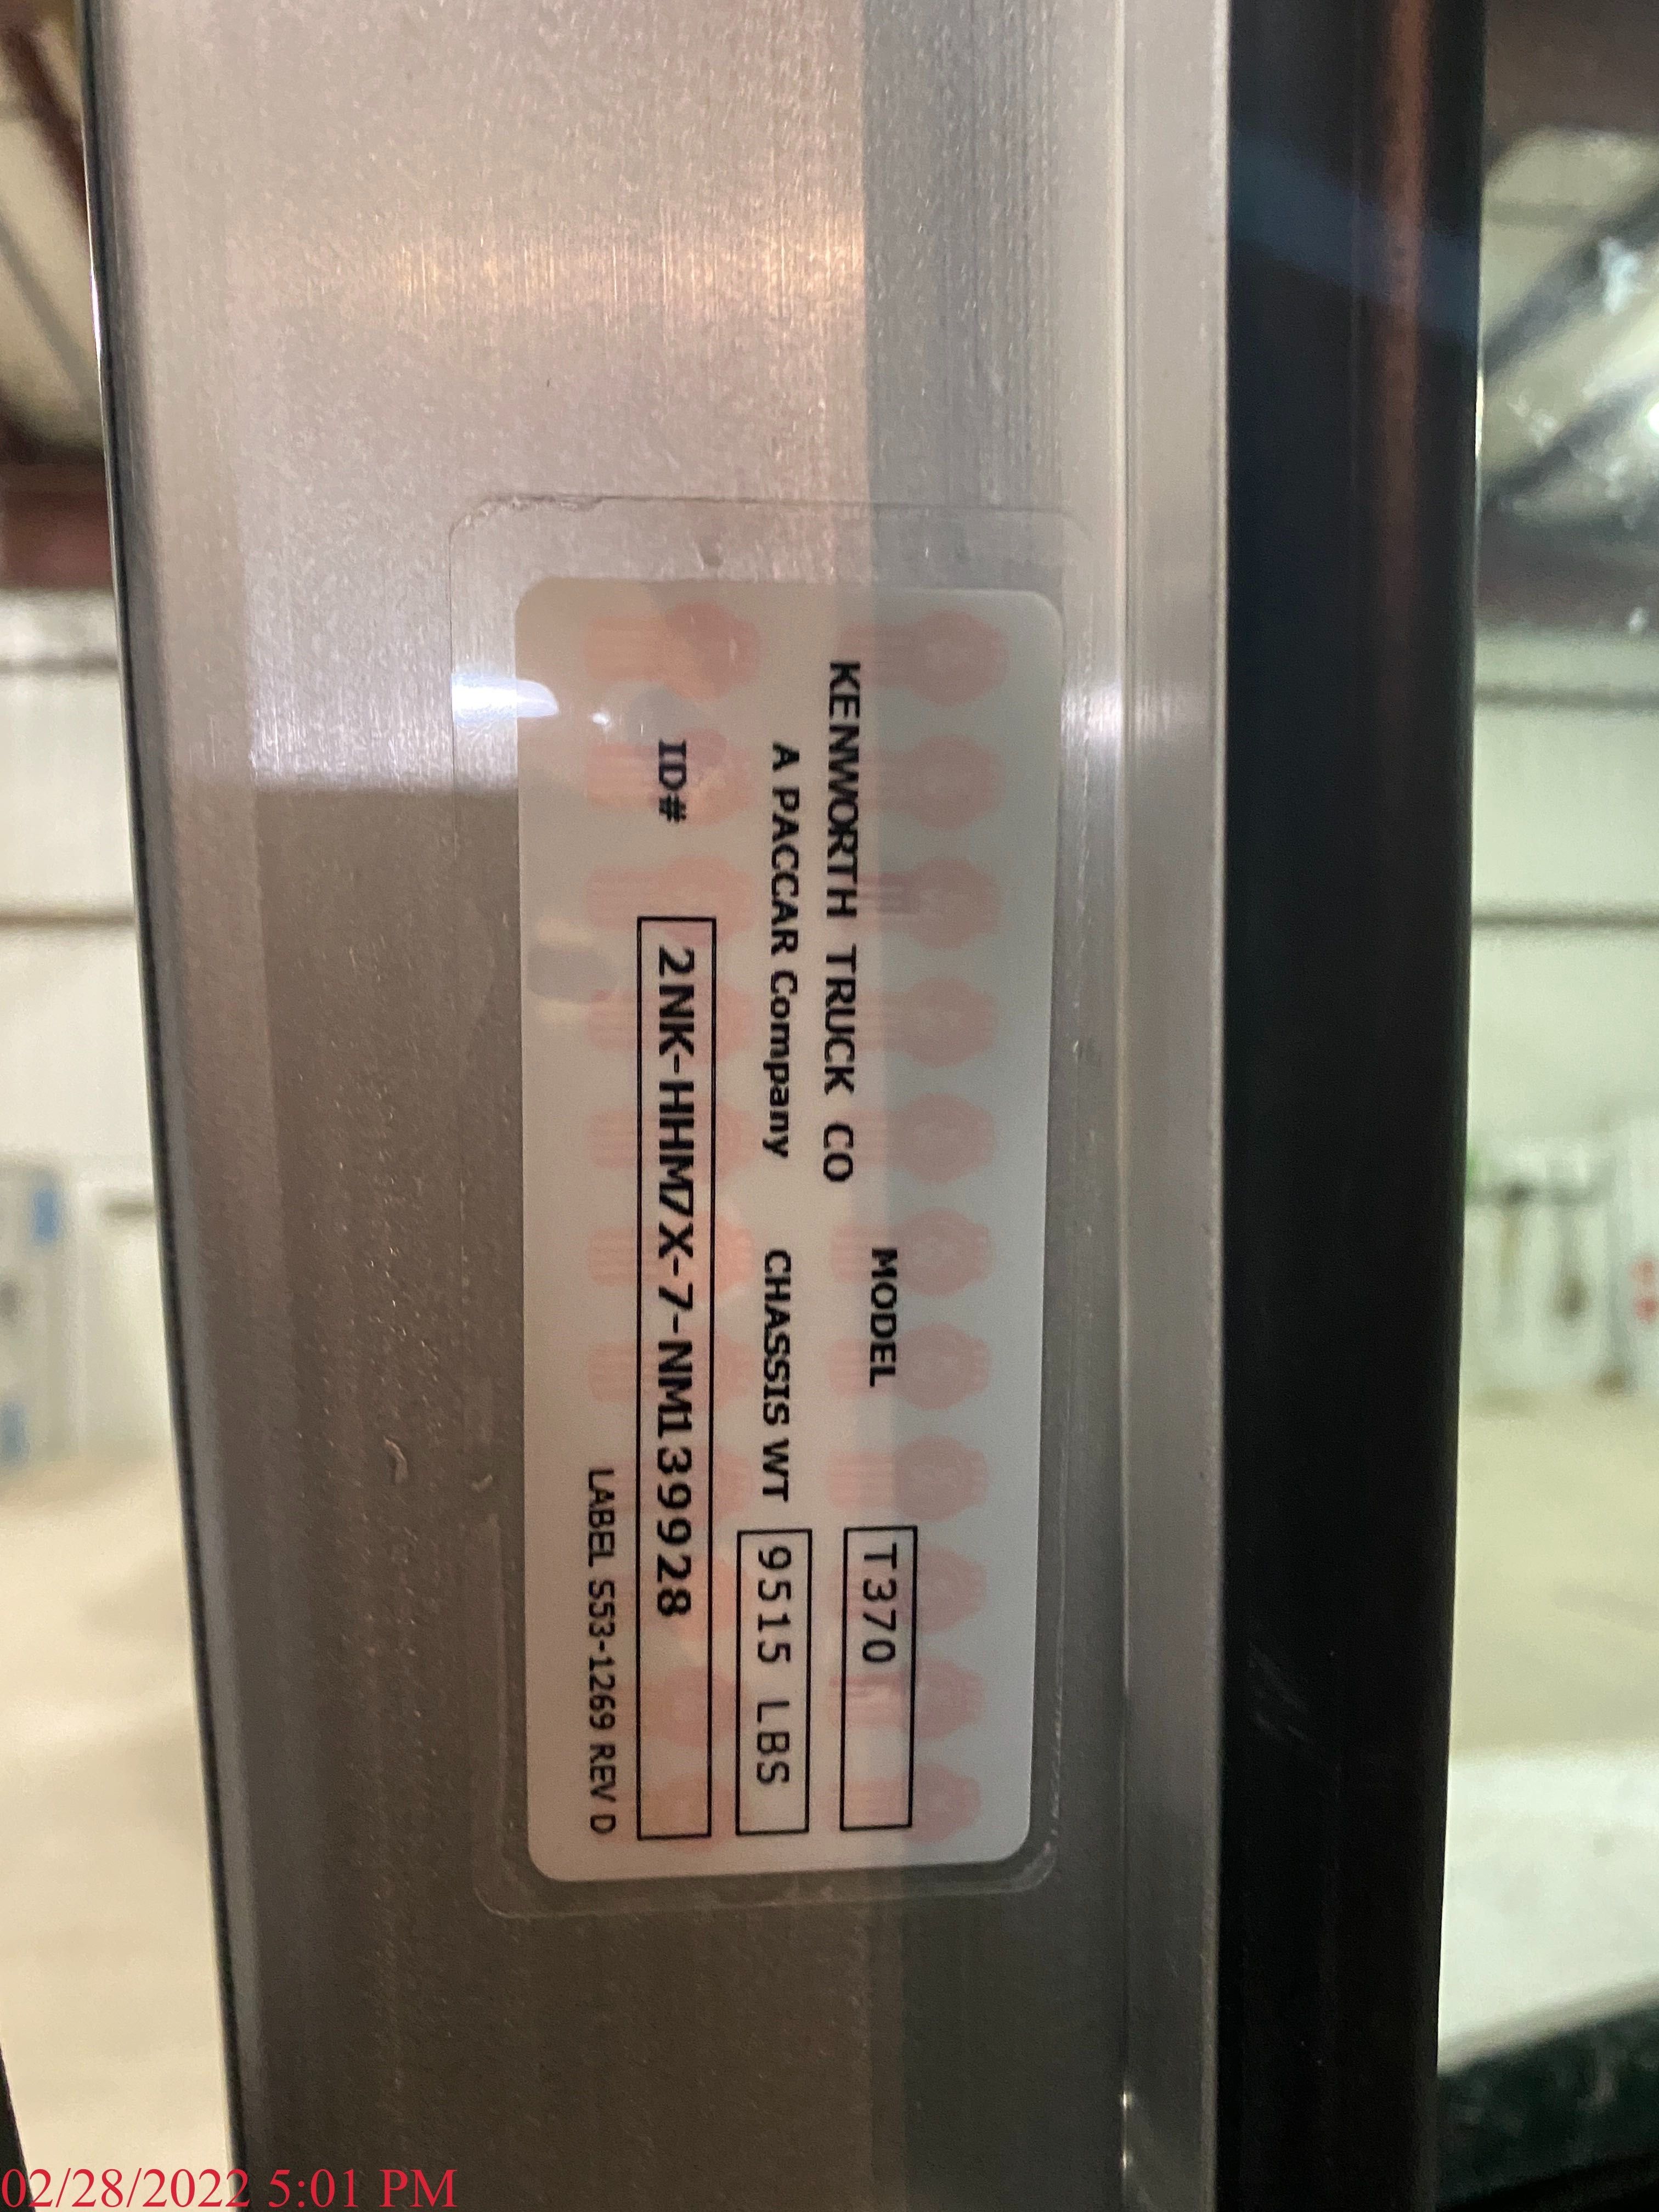 MODEL T370
KENWORTH TRUCK CO
A PACCAR Company CHASSIS WT 9515 LBS
ID# 2NK-HHM7X-7-NM139928
LABEL S53-1269 REV D
02/28/2022 5:01 PM